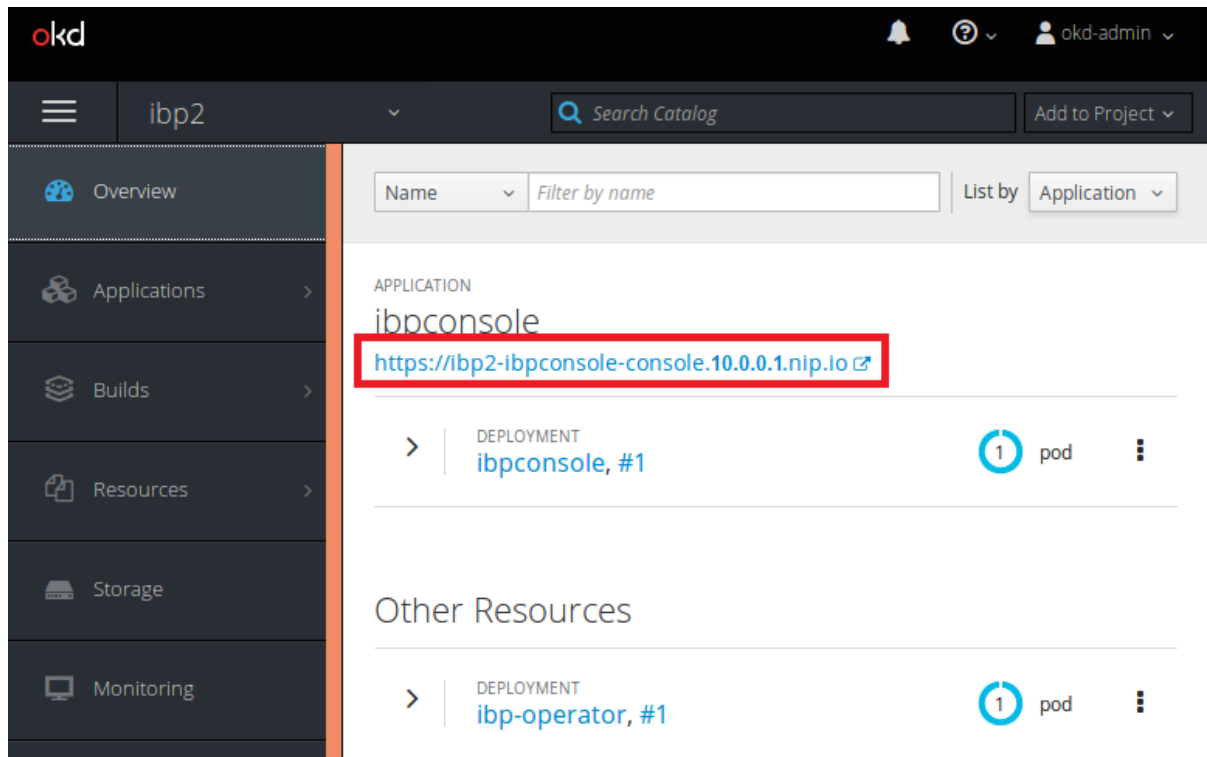 okd
okd-admin
ibp2
Search Catalog
Add to Project
Overview
Applications
Builds
Resources
Storage
Monitoring
Name
Filter by name
List by
Application
APPLICATION
ibpconsole
https://ibp2-ibpconsole-console.10.0.0.1.nip.io
DEPLOYMENT
ibpconsole, #1
1 pod
Other Resources
DEPLOYMENT
ibp-operator, #1
1 pod